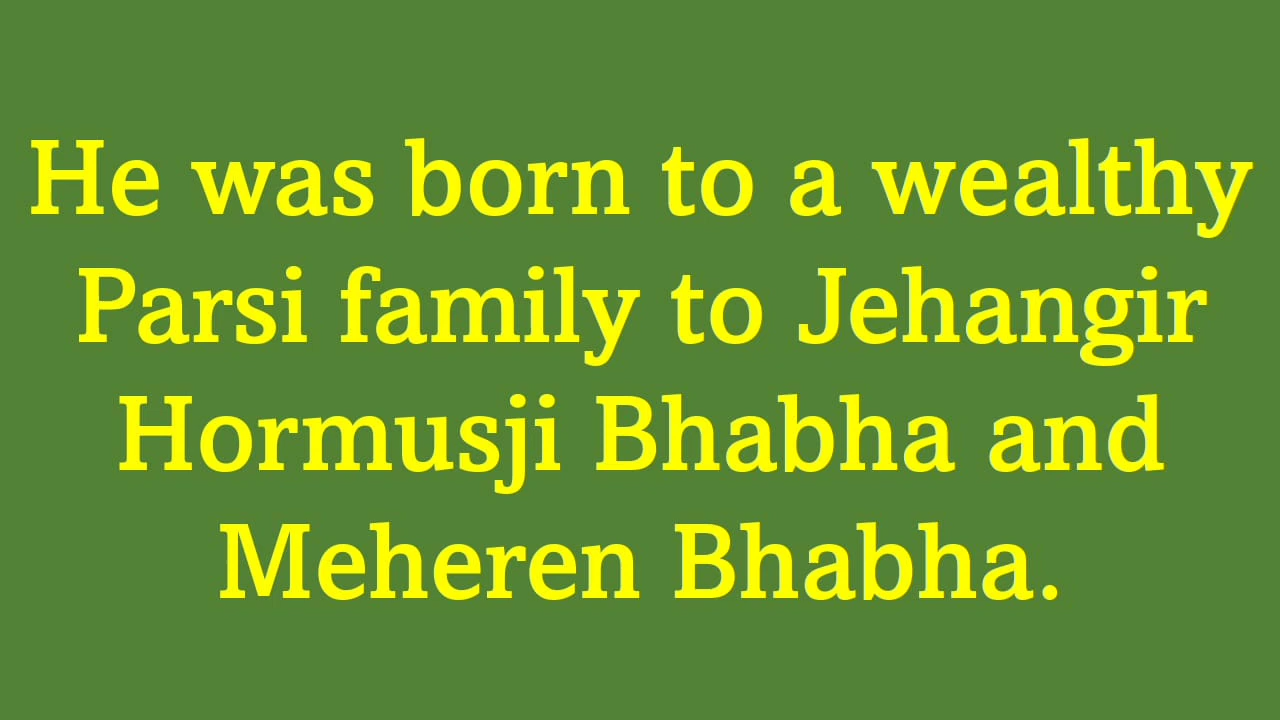 He was born to a wealthy
Parsi family to Jehangir
Hormusji Bhabha and
Meheren Bhabha.